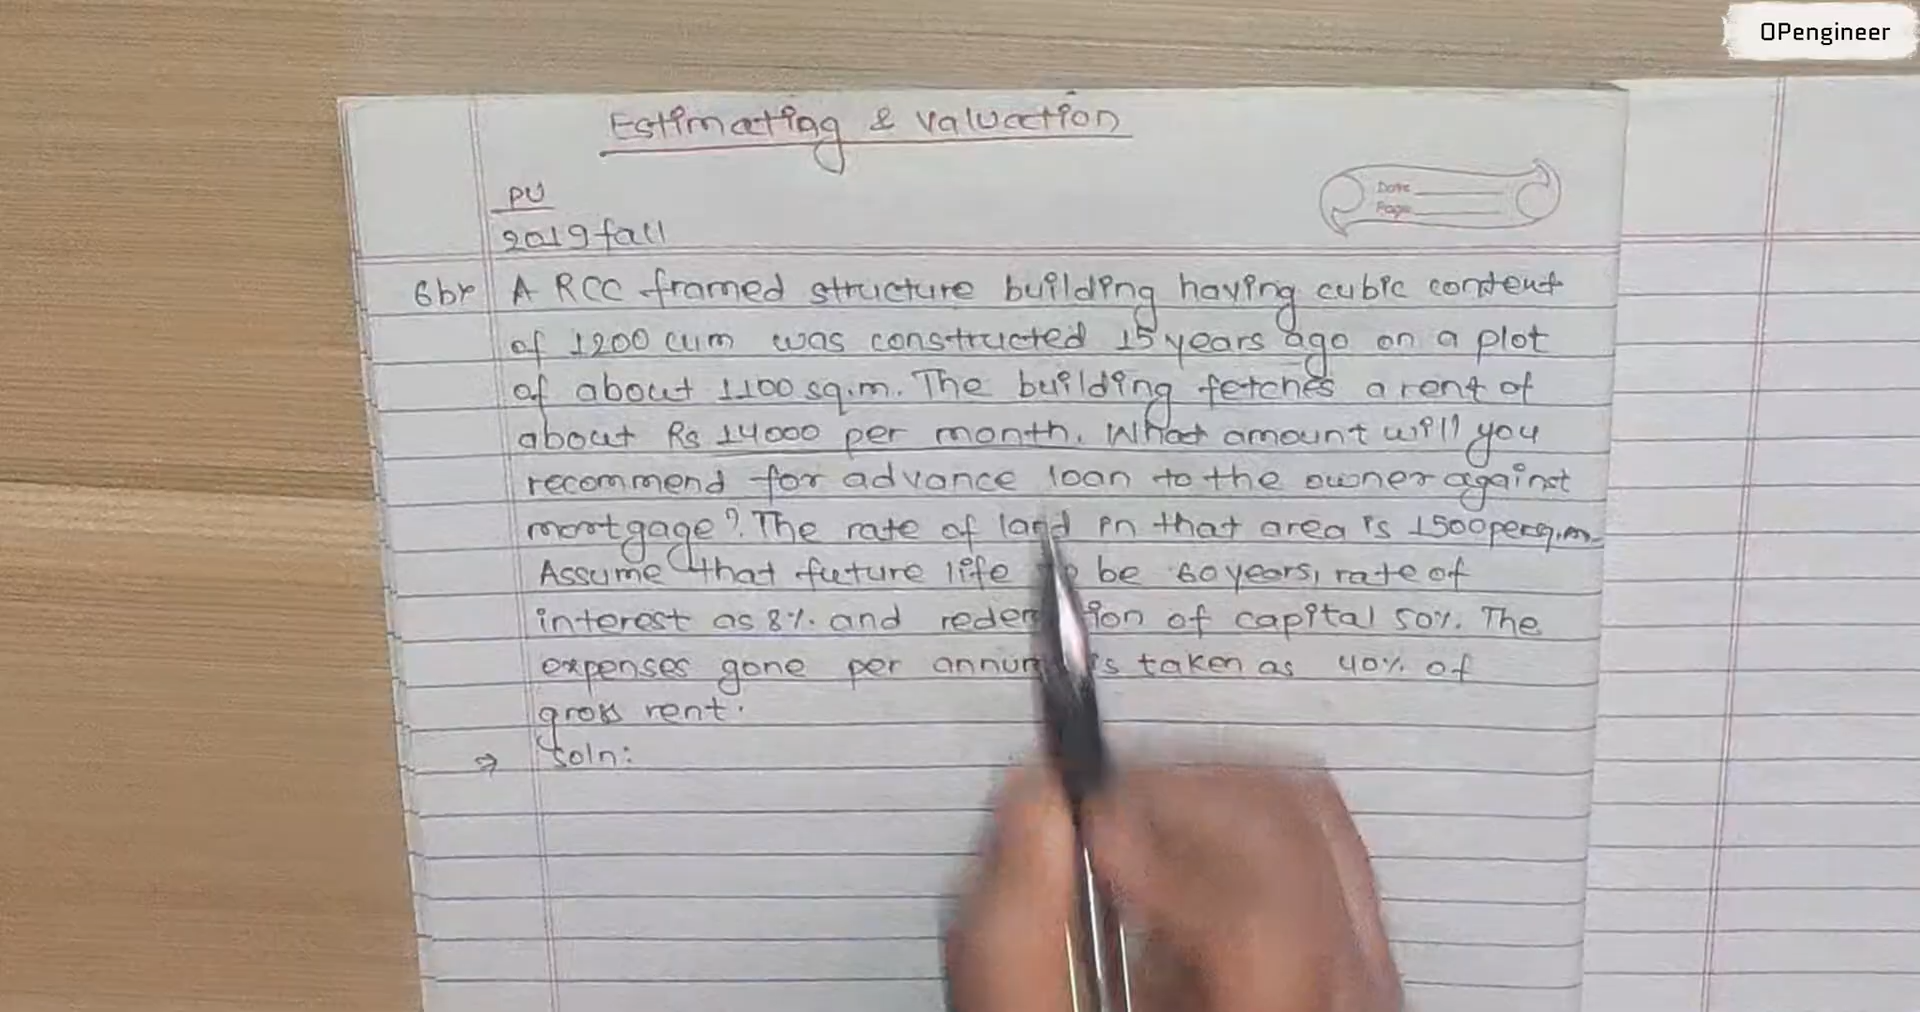 OPengineer
Estimating & Valuation
Date
Page
PU
2019 fall
6b) A RCC framed structure building having cubic content
of 1200 cum was constructed 15 years ago on a plot
of about 1100 sq.m. The building fetches a rent of
about Rs 14000 per month. What amount will you
recommend for advance loan to the owner against
mortgage? The rate of land in that area is 1500 per sq.m.
Assume that future life be 60 years, rate of
interest as 8% and of capital 50%. The
expenses gone per is taken as 40% of
gross rent.
⇒ Soln: